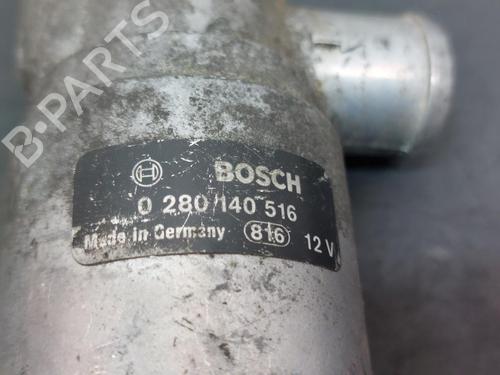 B-PARTS
BOSCH
0 280 140 516
Made in Germany 816 12 V